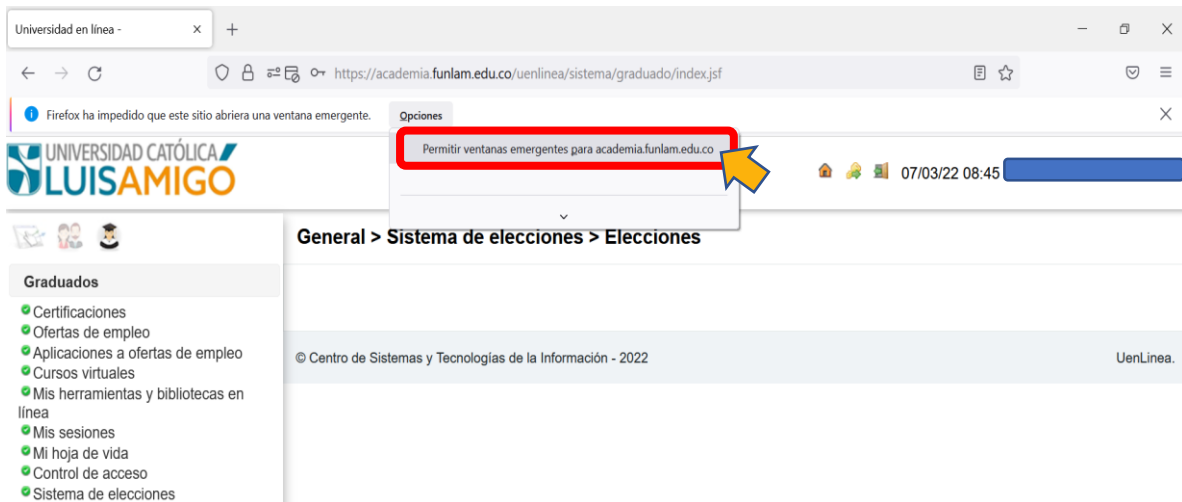 Universidad en línea -
https://academia.funlam.edu.co/uenlinea/sistema/graduado/index.jsf
Firefox ha impedido que este sitio abriera una ventana emergente. Opciones
Permitir ventanas emergentes para academia.funlam.edu.co
UNIVERSIDAD CATÓLICA
LUISAMIGÓ
07/03/22 08:45
General > Sistema de elecciones > Elecciones
Graduados
Certificaciones
Ofertas de empleo
Aplicaciones a ofertas de empleo
Cursos virtuales
Mis herramientas y bibliotecas en
línea
Mis sesiones
Mi hoja de vida
Control de acceso
Sistema de elecciones
© Centro de Sistemas y Tecnologías de la Información - 2022
UenLinea.